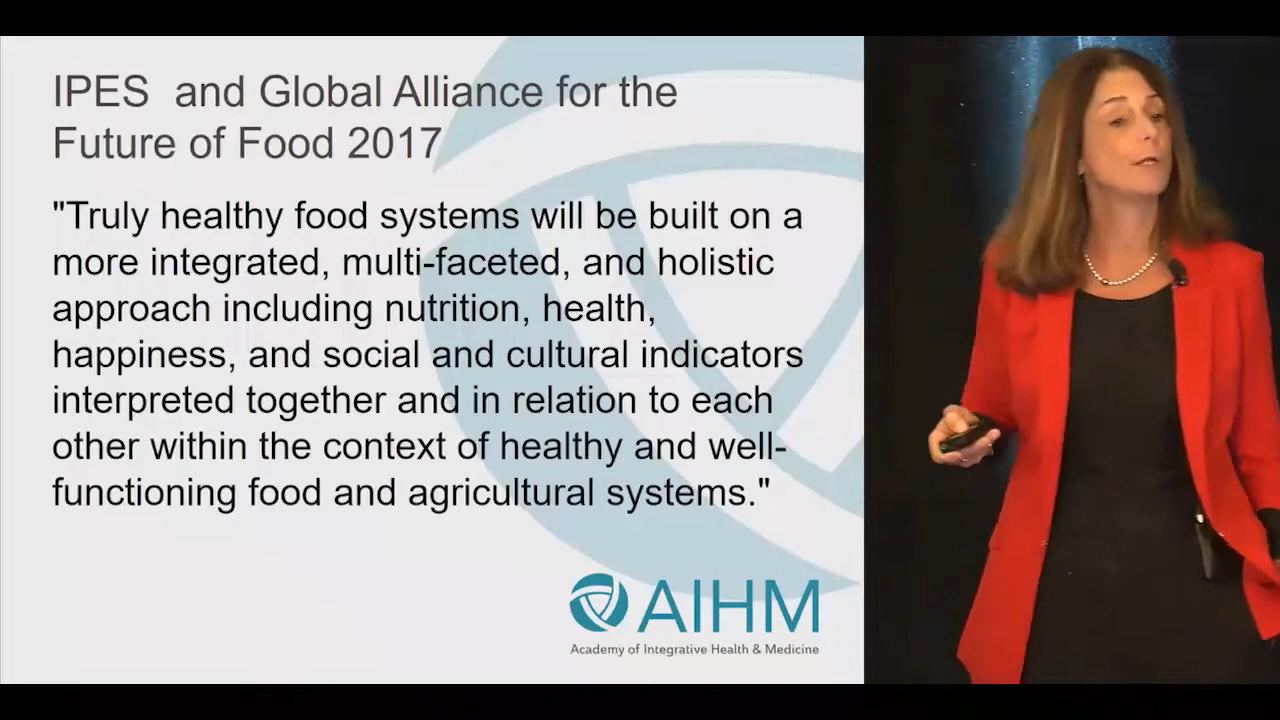 IPES  and Global Alliance for the
Future of Food 2017
"Truly healthy food systems will be built on a
more integrated, multi-faceted, and holistic
approach including nutrition, health,
happiness, and social and cultural indicators
interpreted together and in relation to each
other within the context of healthy and well-
functioning food and agricultural systems."
AIHM
Academy of Integrative Health & Medicine